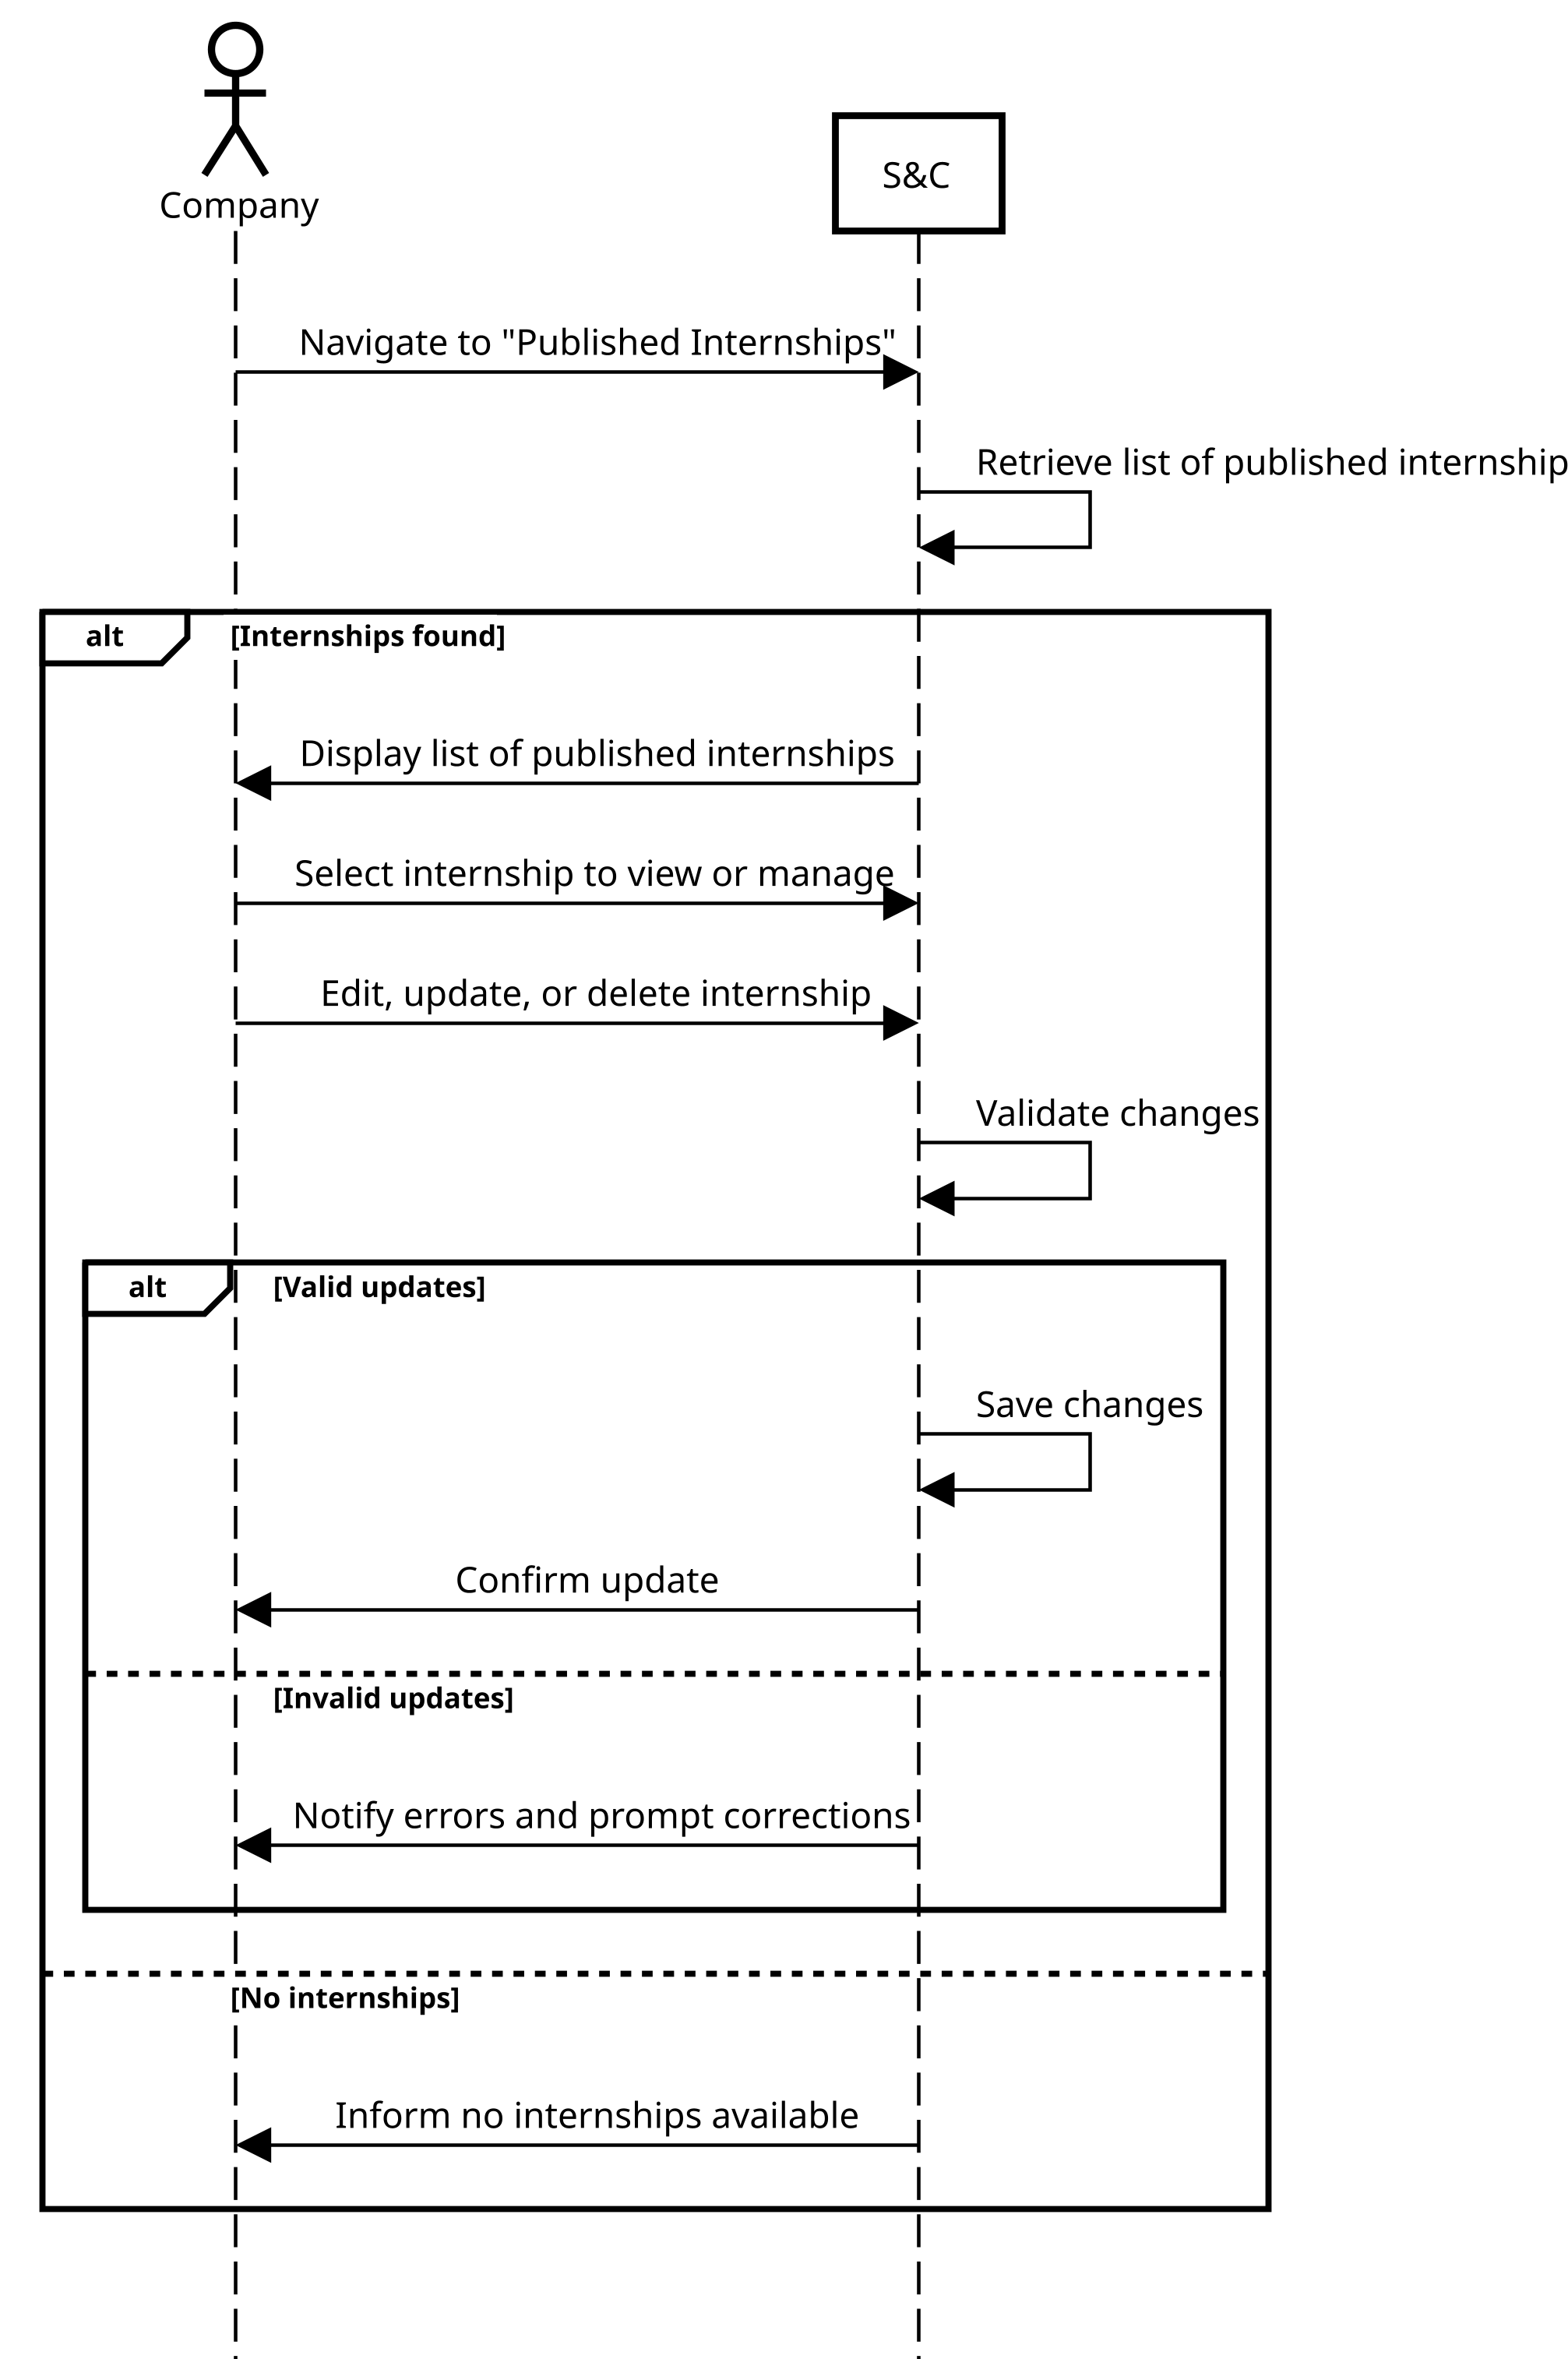 Company
S&C
Navigate to "Published Internships"
Retrieve list of published internship
alt
[Internships found]
Display list of published internships
Select internship to view or manage
Edit, update, or delete internship
Validate changes
alt
[Valid updates]
Save changes
Confirm update
[Invalid updates]
Notify errors and prompt corrections
[No internships]
Inform no internships available